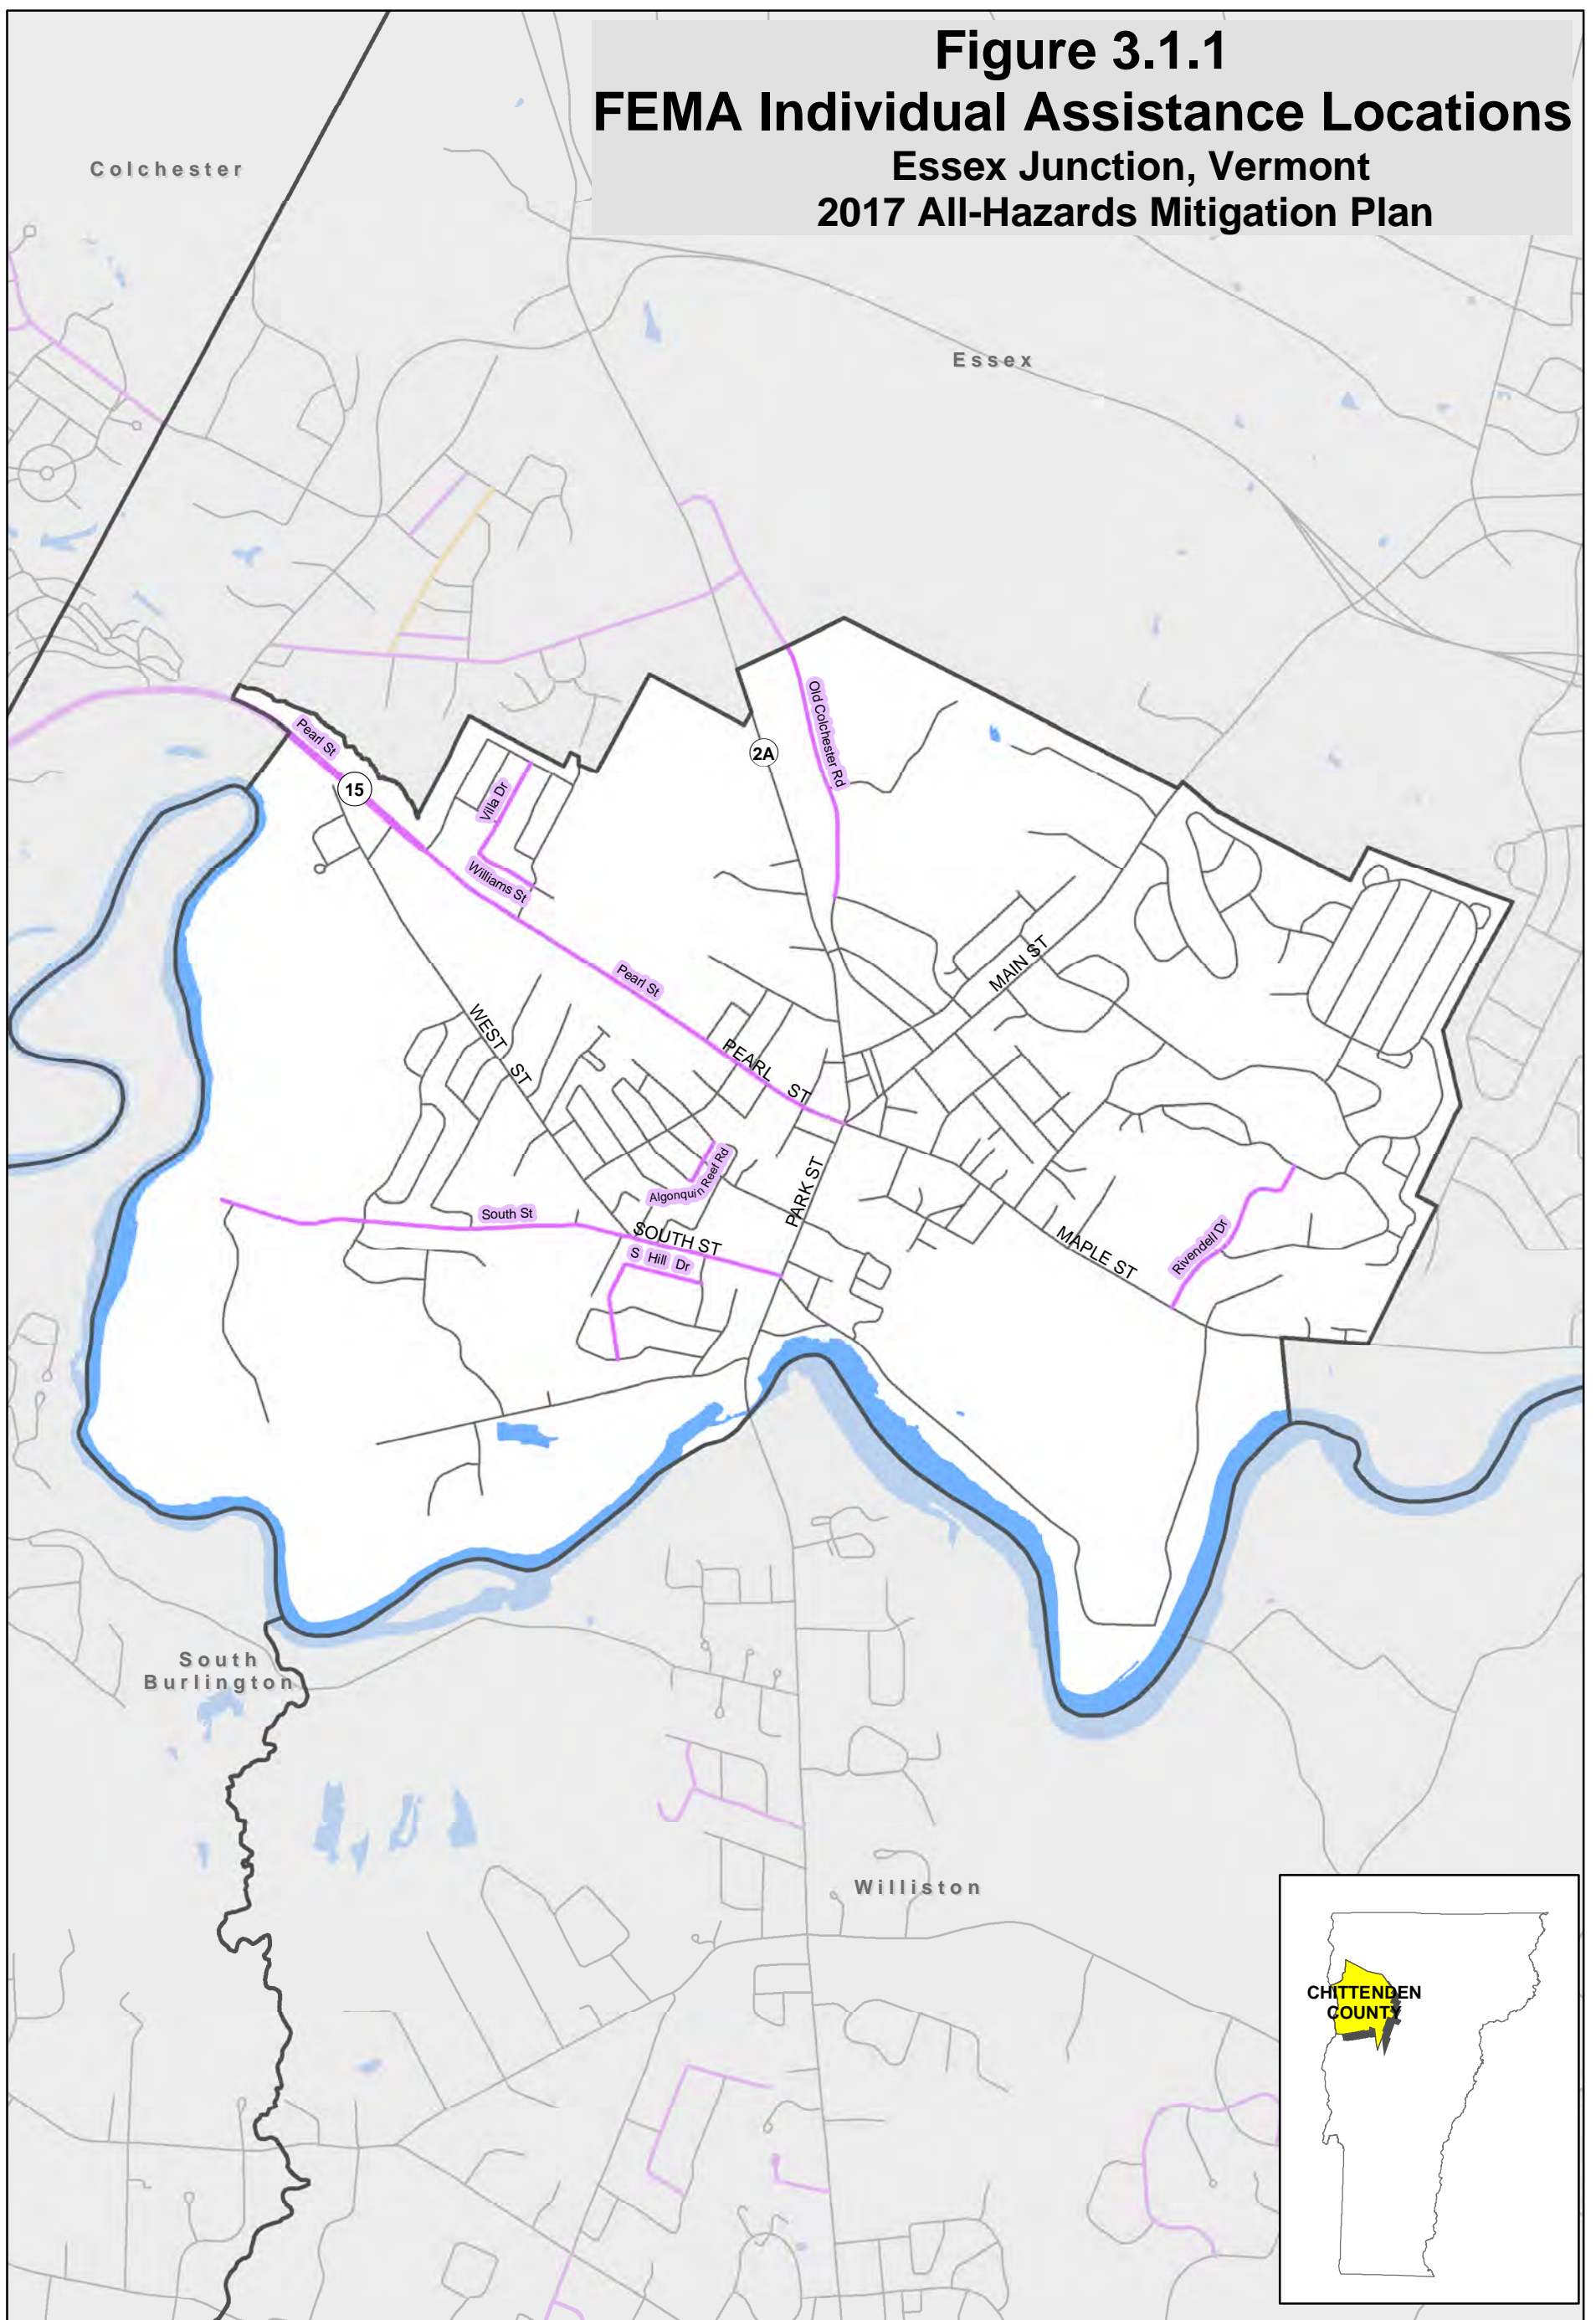 Figure 3.1.1
FEMA Individual Assistance Locations
Essex Junction, Vermont
2017 All-Hazards Mitigation Plan
Colchester
Essex
Pearl St
15
Villa Dr
Williams St
2A
Old Colchester Rd
Pearl St
MAIN ST
WEST ST
PEARL ST
Algonquin Reef Rd
PARK ST
South St
SOUTH ST
S Hill Dr
MAPLE ST
Rivendell Dr
South
Burlington
Williston
CHITTENDEN
COUNTY